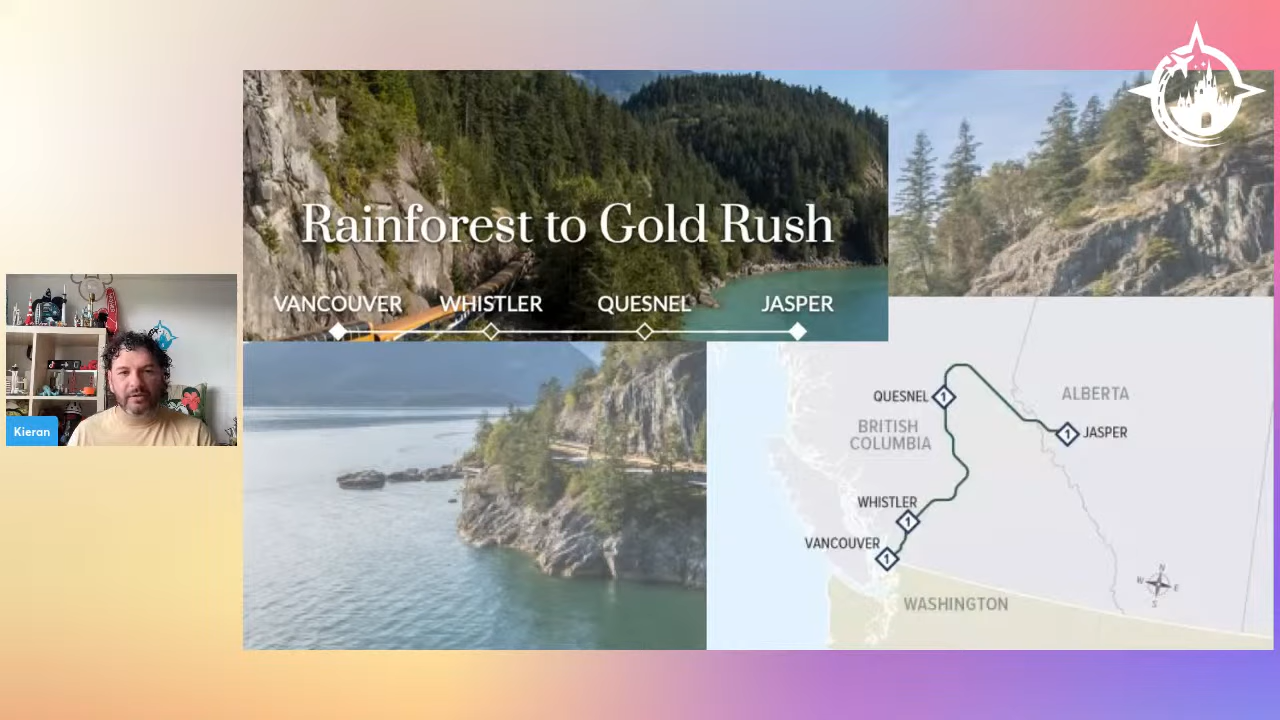 Rainforest to Gold Rush
VANCOUVER WHISTLER QUESNEL JASPER
Kieran
QUESNEL 1
BRITISH
COLUMBIA
ALBERTA
1 JASPER
WHISTLER
1
VANCOUVER
1
WASHINGTON
N
W E
S